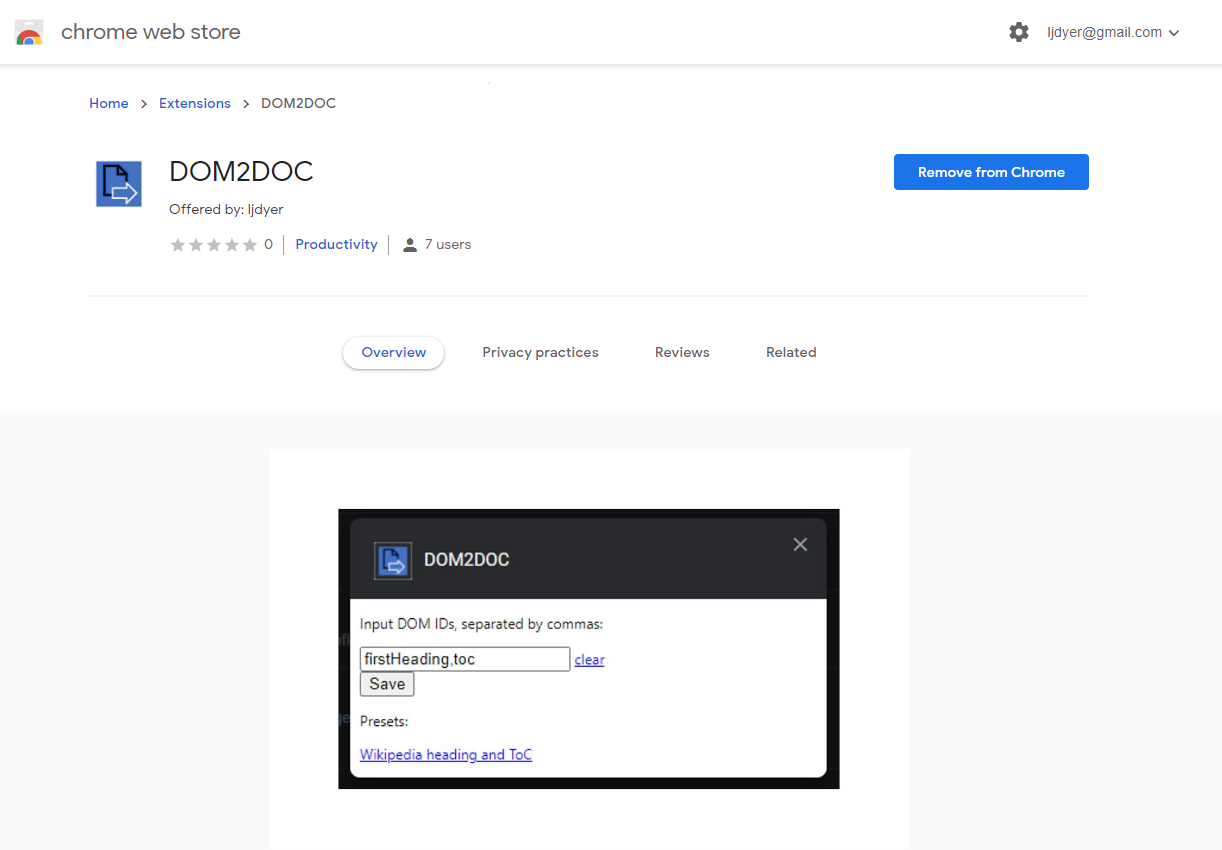 chrome web store
ljdyer@gmail.com
Home > Extensions > DOM2DOC
DOM2DOC
Remove from Chrome
Offered by: ljdyer
0 Productivity 7 users
Overview Privacy practices Reviews Related
DOM2DOC
Input DOM IDs, separated by commas:
firstHeading,toc clear
Save
Presets:
Wikipedia heading and ToC